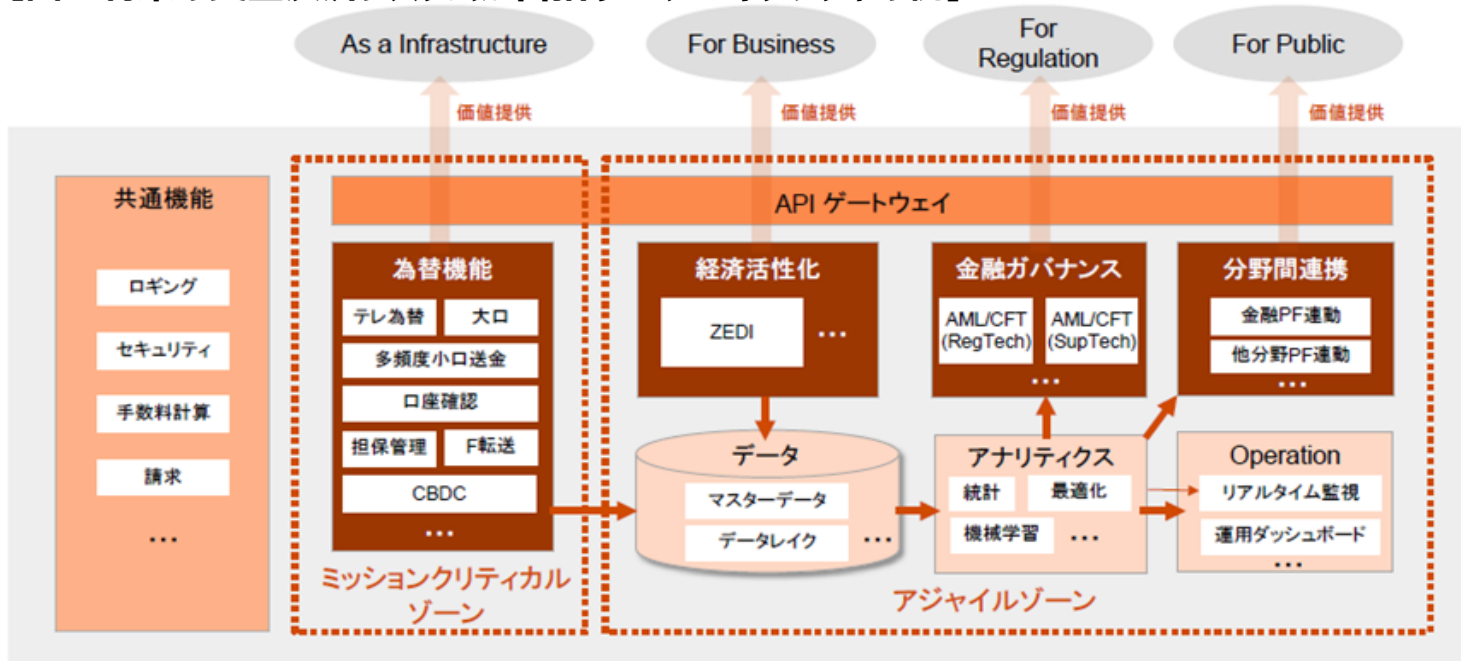 As a Infrastructure
For Business
For
Regulation
For Public
価値提供
価値提供
価値提供
価値提供
共通機能
ロギング
セキュリティ
手数料計算
請求
…
API ゲートウェイ
為替機能
テレ為替
大口
多頻度小口送金
口座確認
担保管理
F転送
CBDC
…
ミッションクリティカル
ゾーン
経済活性化
ZEDI
…
金融ガバナンス
AML/CFT
(RegTech)
AML/CFT
(SupTech)
…
分野間連携
金融PF連動
他分野PF連動
…
データ
マスターデータ
データレイク
…
アナリティクス
統計
最適化
機械学習
…
Operation
リアルタイム監視
運用ダッシュボード
…
アジャイルゾーン